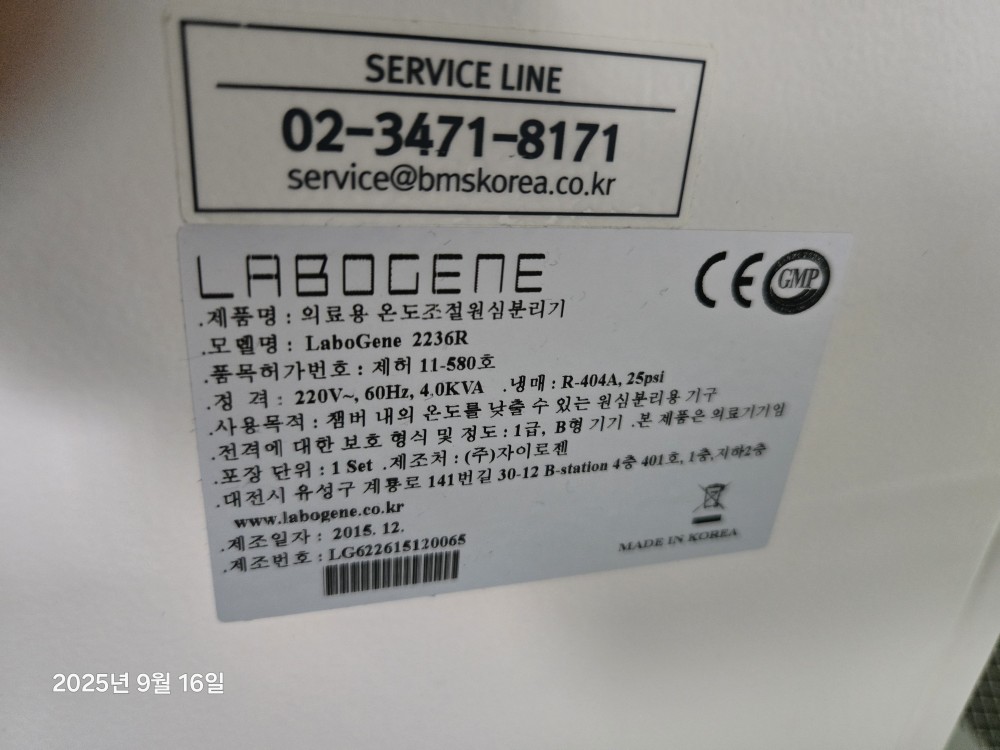 SERVICE LINE
02-3471-8171
service@bmskorea.co.kr
LABOGENE CE GMP
.제품명 : 의료용 온도조절원심분리기
.모델명 : LaboGene 2236R
.품목허가번호 : 제허 11-580호
.정 격 : 220V~, 60Hz, 4.0KVA .냉매 : R-404A, 25psi
.사용목적 : 챔버 내의 온도를 낮출 수 있는 원심분리용 기구
.전격에 대한 보호 형식 및 정도 : 1급, B형 기기 .본 제품은 의료기기임
.포장 단위 : 1 Set .제조처 : (주)자이로젠
.대전시 유성구 계룡로 141번길 30-12 B-station 4층 401호, 1층,지하2층
www.labogene.co.kr
.제조일자 : 2015. 12.
.제조번호 : LG622615120065
MADE IN KOREA
2025년 9월 16일